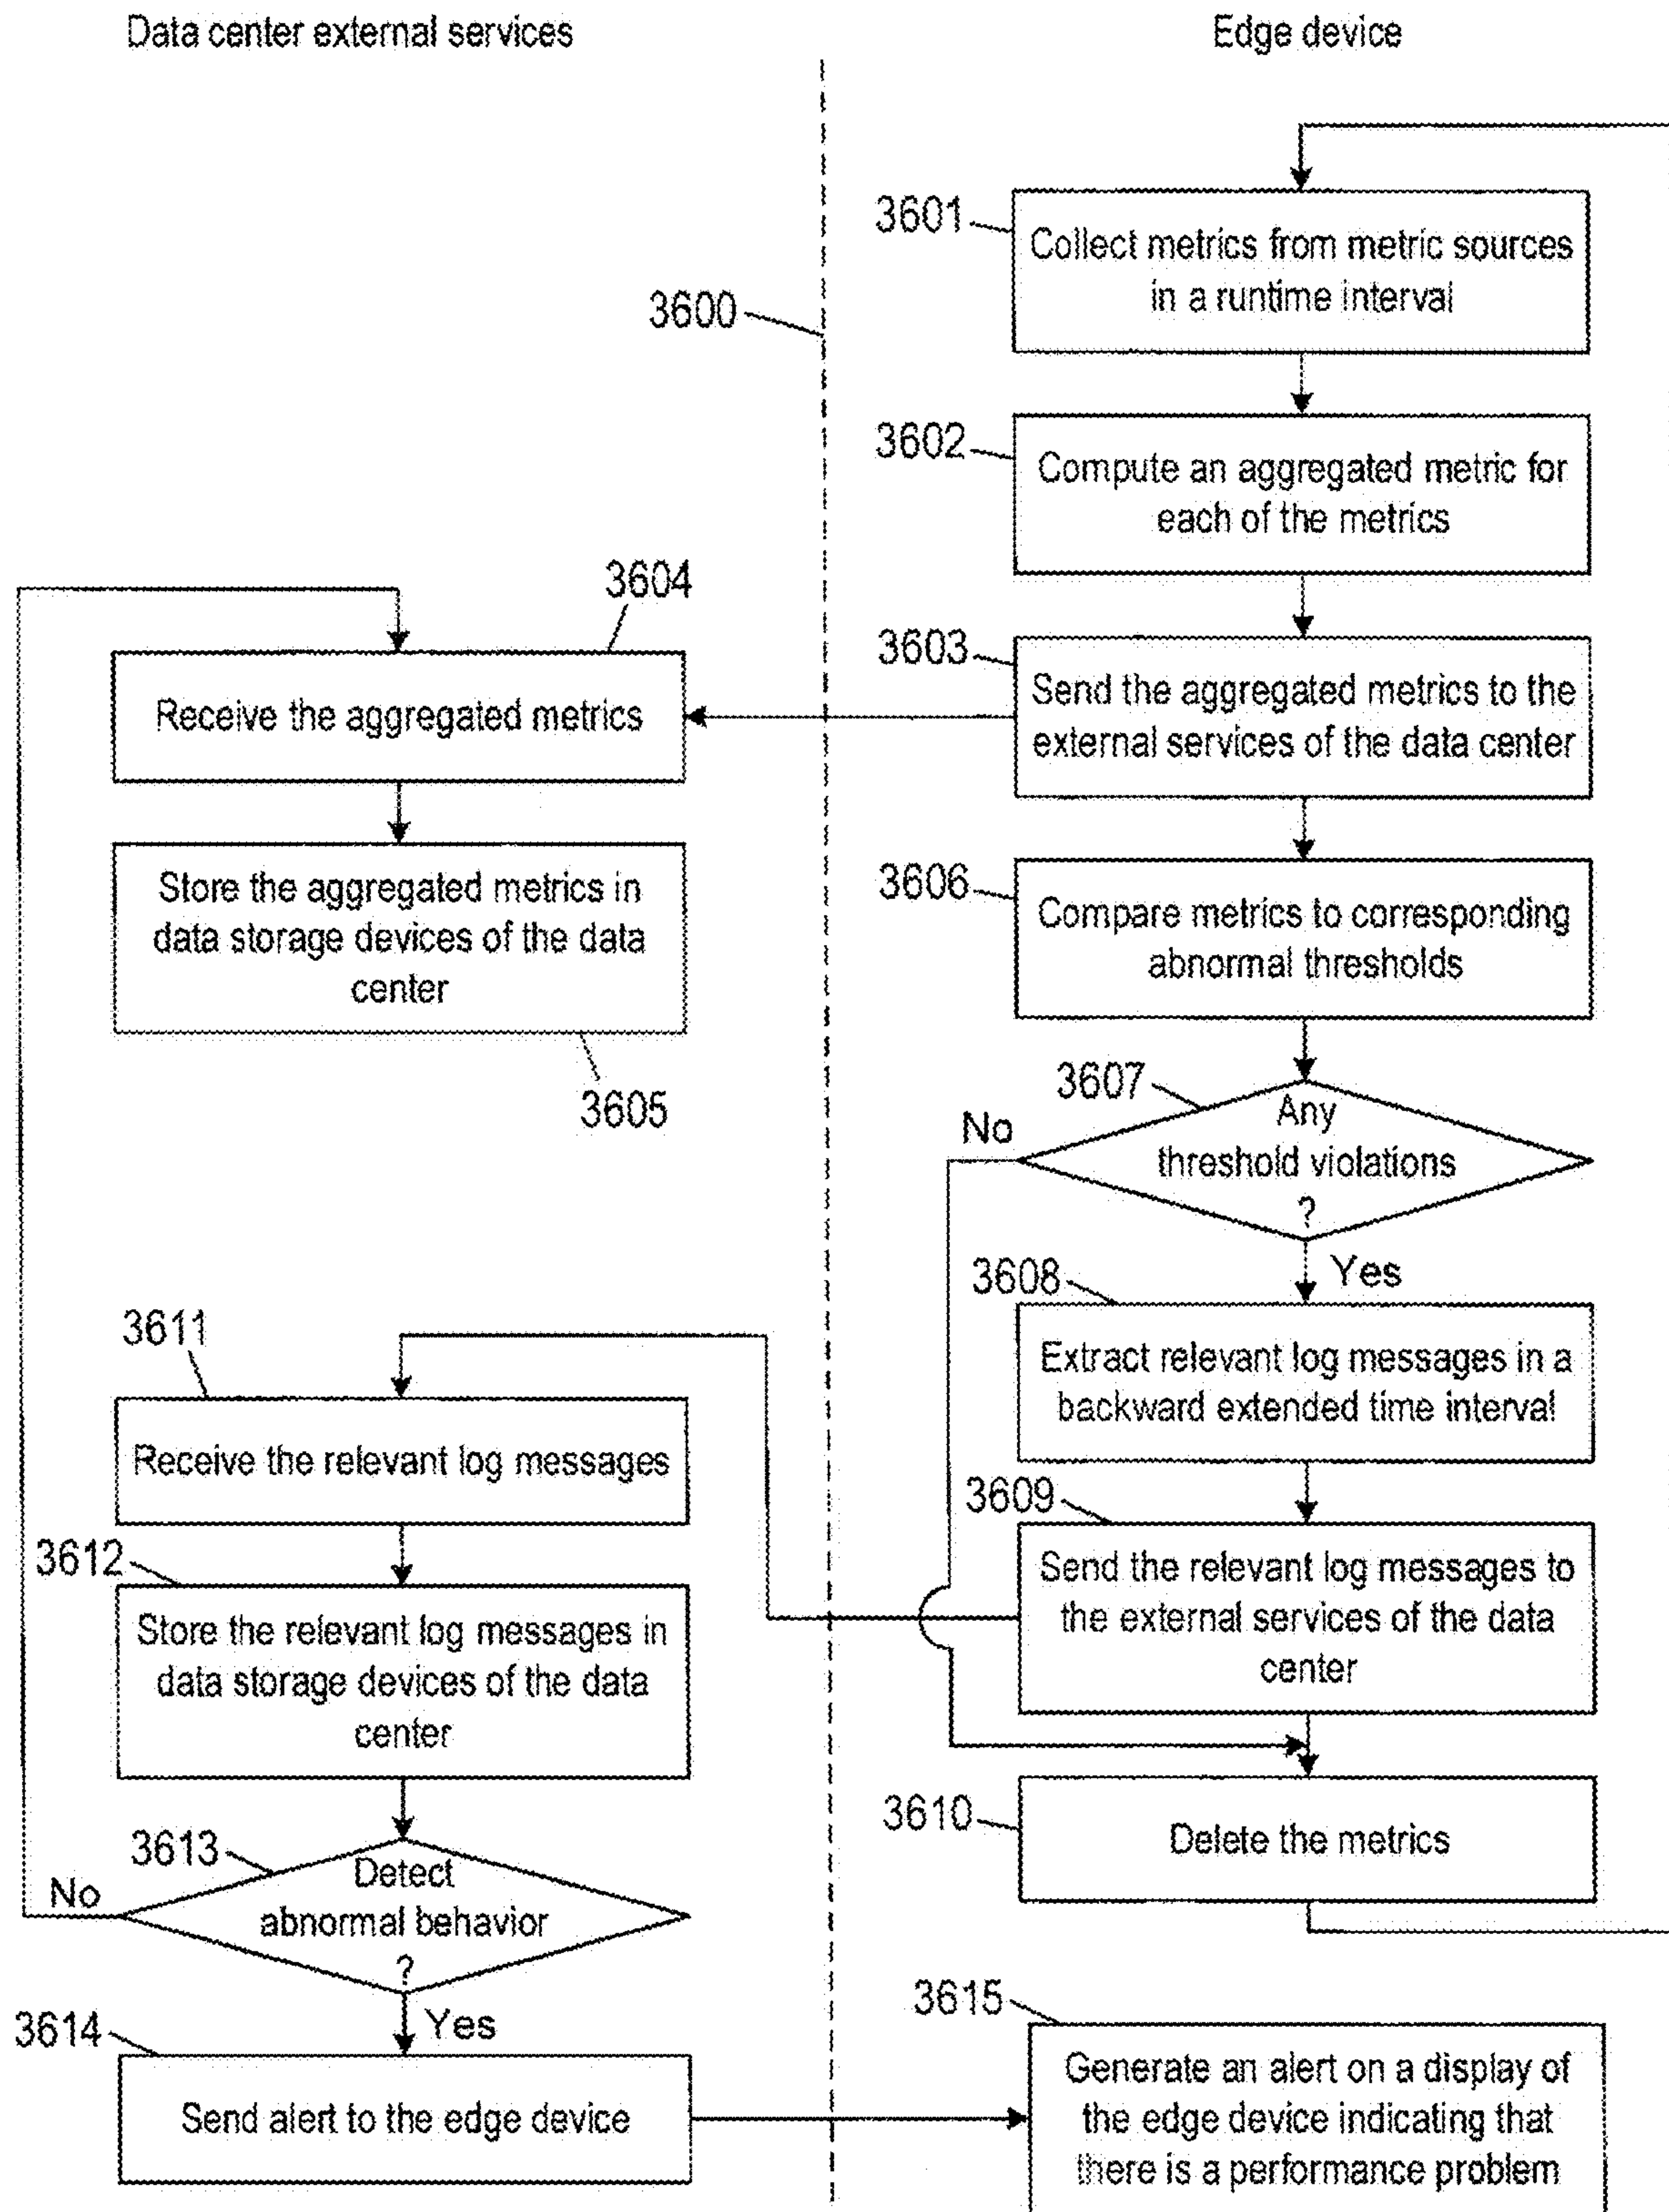 Data center external services
Edge device
3600
3601
Collect metrics from metric sources
in a runtime interval
3602
Compute an aggregated metric for
each of the metrics
3603
Send the aggregated metrics to the
external services of the data center
3604
Receive the aggregated metrics
Store the aggregated metrics in
data storage devices of the data
center
3605
3606
Compare metrics to corresponding
abnormal thresholds
3607
Any
threshold violations
?
No
Yes
3608
Extract relevant log messages in a
backward extended time interval
3609
Send the relevant log messages to
the external services of the data
center
3610
Delete the metrics
3611
Receive the relevant log messages
3612
Store the relevant log messages in
data storage devices of the data
center
3613
Detect
abnormal behavior
?
No
Yes
3614
Send alert to the edge device
3615
Generate an alert on a display of
the edge device indicating that
there is a performance problem